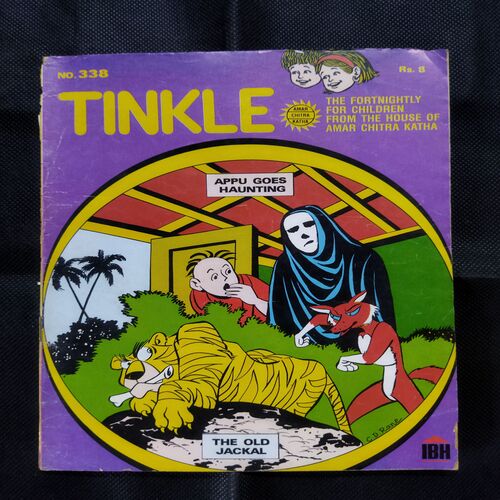 NO. 338
Rs. 8
TINKLE
AMAR
CHITRA
KATHA
THE FORTNIGHTLY
FOR CHILDREN
FROM THE HOUSE OF
AMAR CHITRA KATHA
APPU GOES
HAUNTING
THE OLD
JACKAL
C.D. Rane
IBH